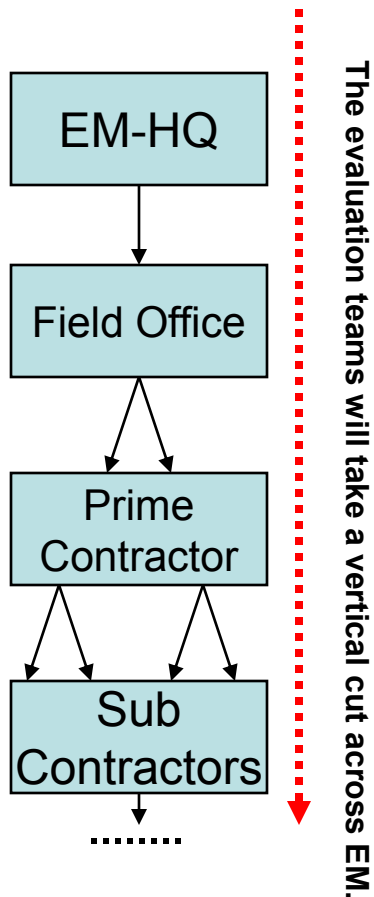 EM-HQ
Field Office
Prime
Contractor
Sub
Contractors
The evaluation teams will take a vertical cut across EM.